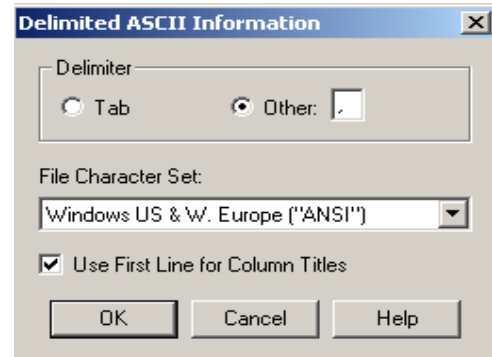 Delimited ASCII Information
Delimiter
Tab
Other: ,
File Character Set:
Windows US & W. Europe ("ANSI")
Use First Line for Column Titles
OK Cancel Help